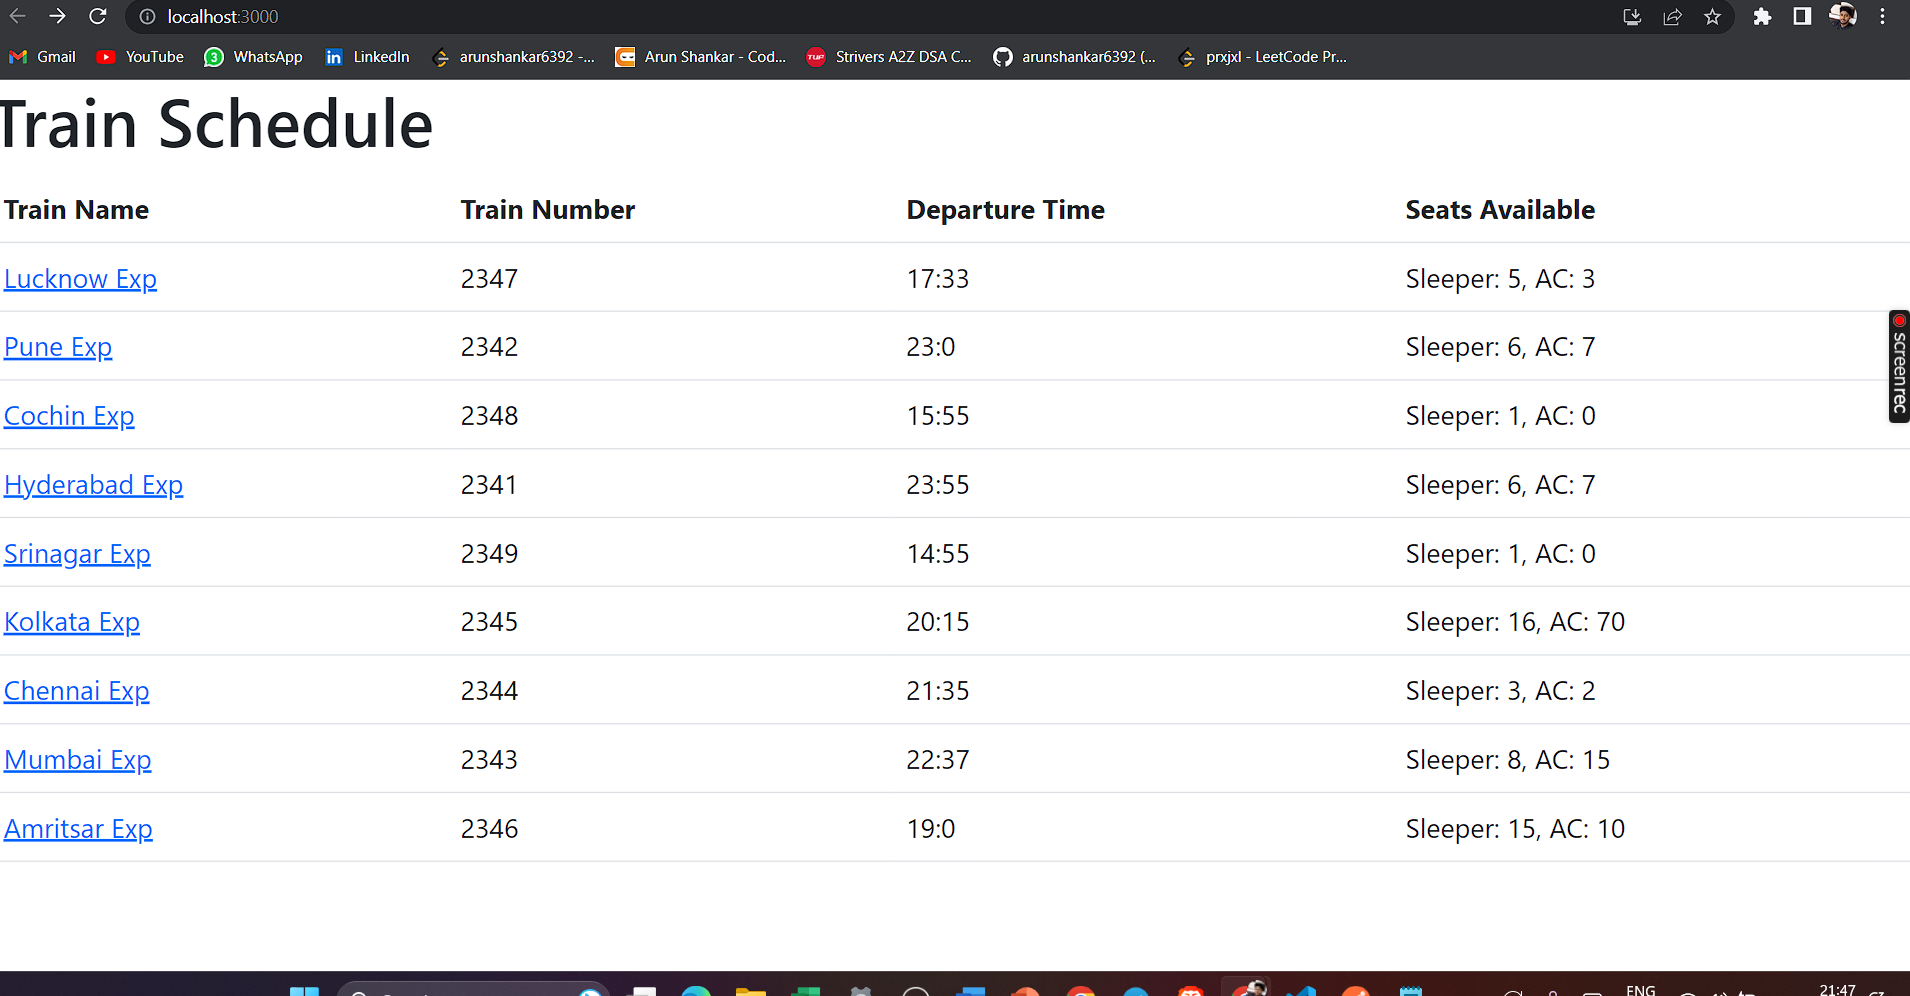 localhost:3000
Gmail YouTube WhatsApp LinkedIn arunshankar6392 -... Arun Shankar - Cod... Strivers A2Z DSA C... arunshankar6392 (... prxjxl - LeetCode Pr...
Train Schedule
Train Name Train Number Departure Time Seats Available
Lucknow Exp 2347 17:33 Sleeper: 5, AC: 3
Pune Exp 2342 23:0 Sleeper: 6, AC: 7
Cochin Exp 2348 15:55 Sleeper: 1, AC: 0
Hyderabad Exp 2341 23:55 Sleeper: 6, AC: 7
Srinagar Exp 2349 14:55 Sleeper: 1, AC: 0
Kolkata Exp 2345 20:15 Sleeper: 16, AC: 70
Chennai Exp 2344 21:35 Sleeper: 3, AC: 2
Mumbai Exp 2343 22:37 Sleeper: 8, AC: 15
Amritsar Exp 2346 19:0 Sleeper: 15, AC: 10
screenrec
ENG 21:47